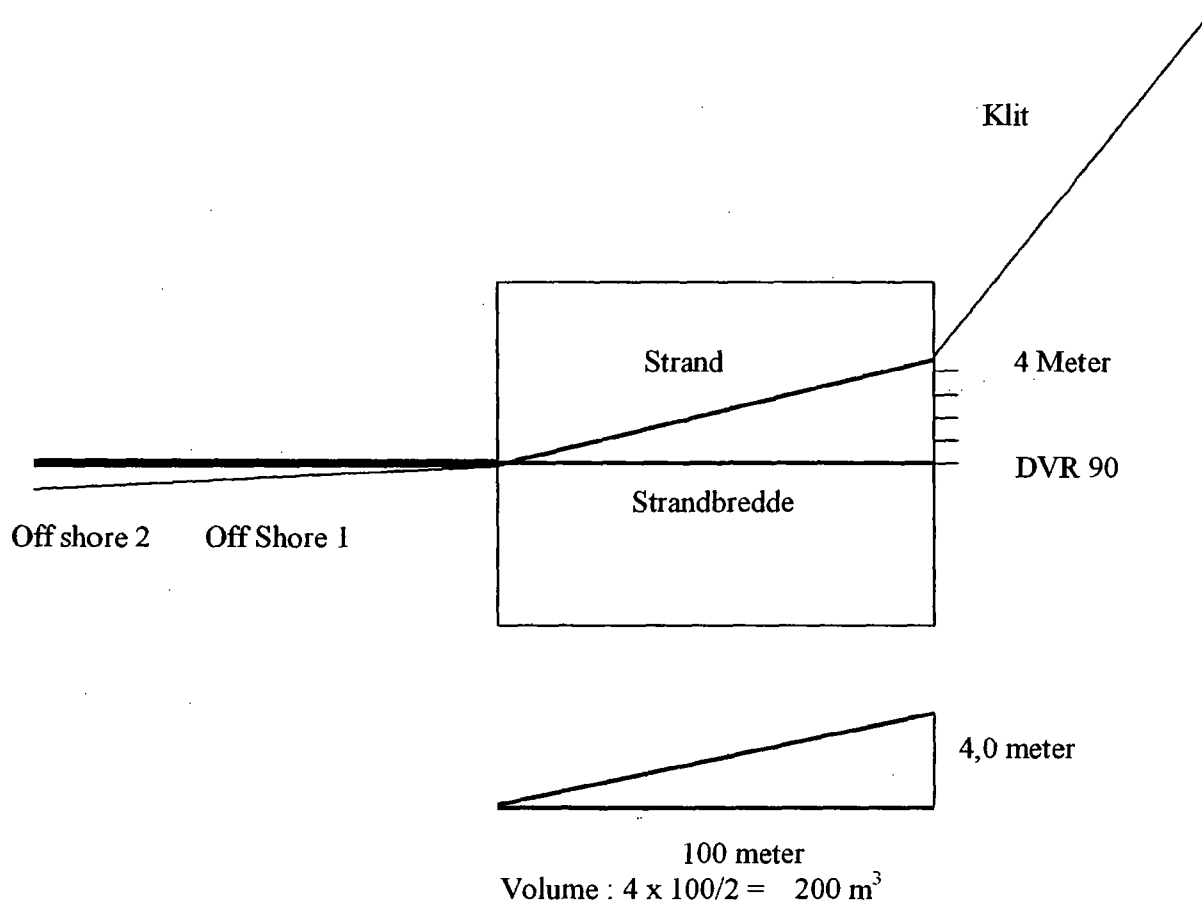 Klit
Strand
4 Meter
DVR 90
Strandbredde
Off shore 2 Off Shore 1
4,0 meter
100 meter
Volume : 4 x 100/2 = 200 m³